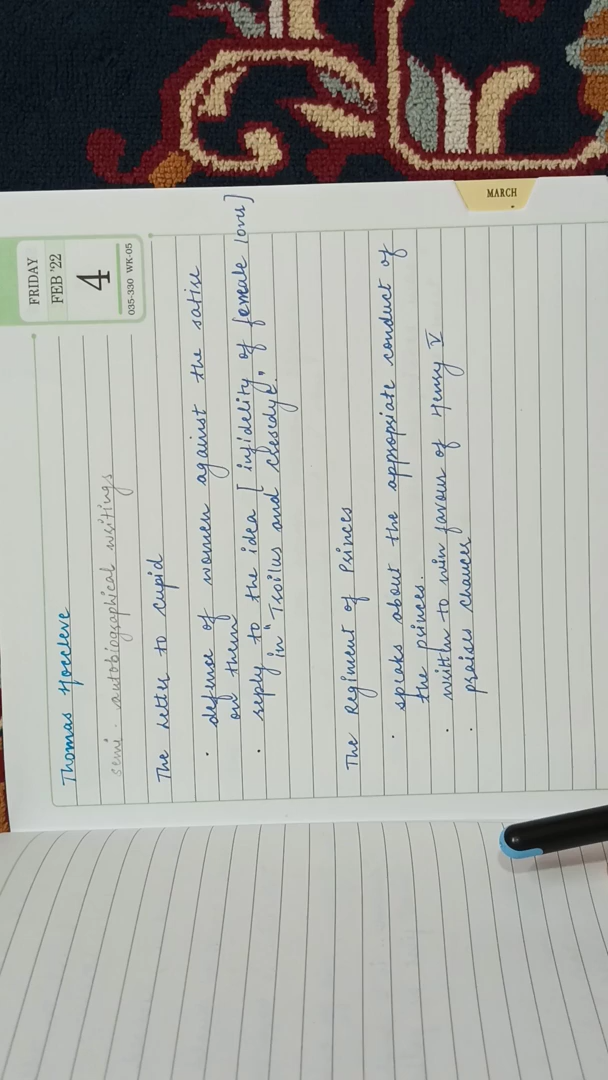 FRIDAY
FEB '22
4
035-330 WK-05
MARCH
Thomas Hoccleve
semi. autobiographical writings
The Letter to Cupid
. defence of women against the satire
on them
. reply to the idea [infidelity of female lover]
in "Troilus and cresedye".
The Regiment of Princes
. speaks about the appropriate conduct of
the princes.
. written to win favour of Henry V
. praises chaucer